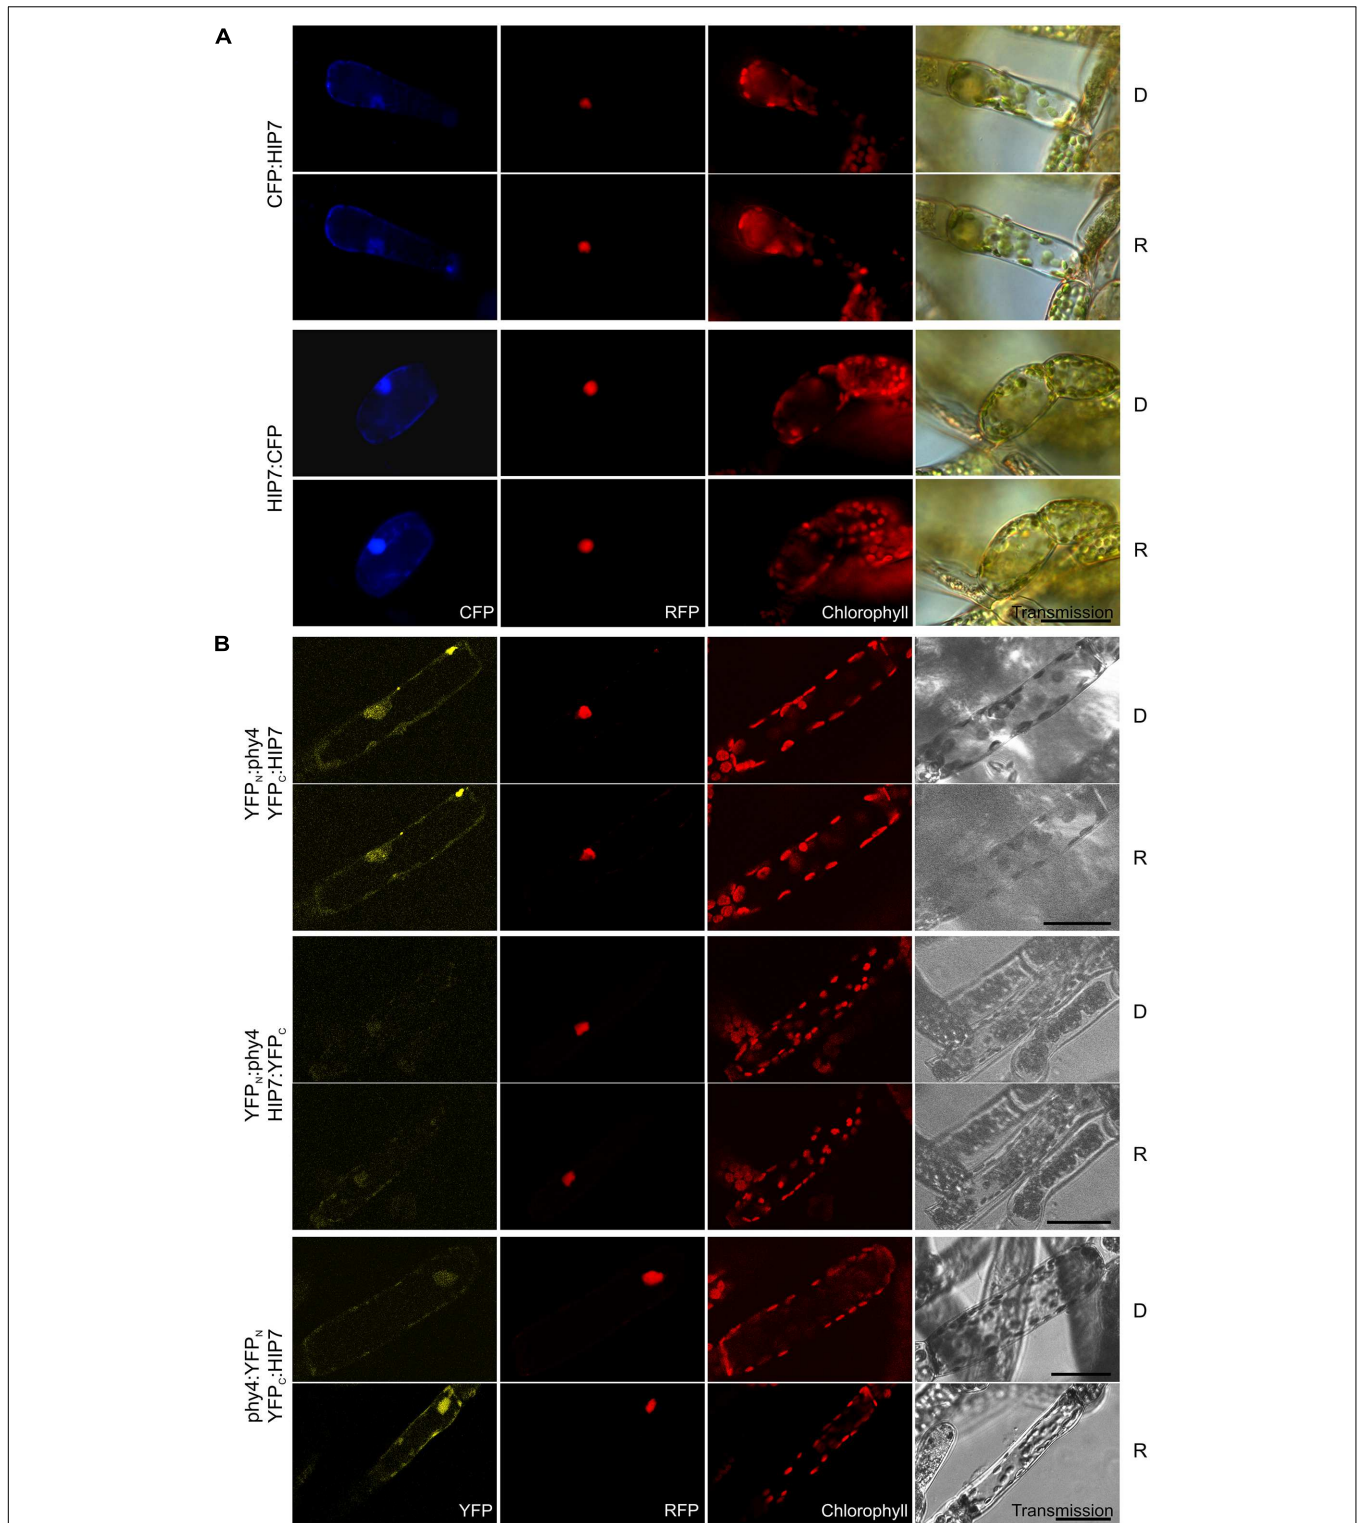 A
CFP:HIP7
D
R
HIP7:CFP
D
R
CFP
RFP
Chlorophyll
Transmission
B
YFPN:phy4
YFPC:HIP7
D
R
YFPN:phy4
HIP7:YFPC
D
R
phy4:YFPN
YFPC:HIP7
D
R
YFP
RFP
Chlorophyll
Transmission